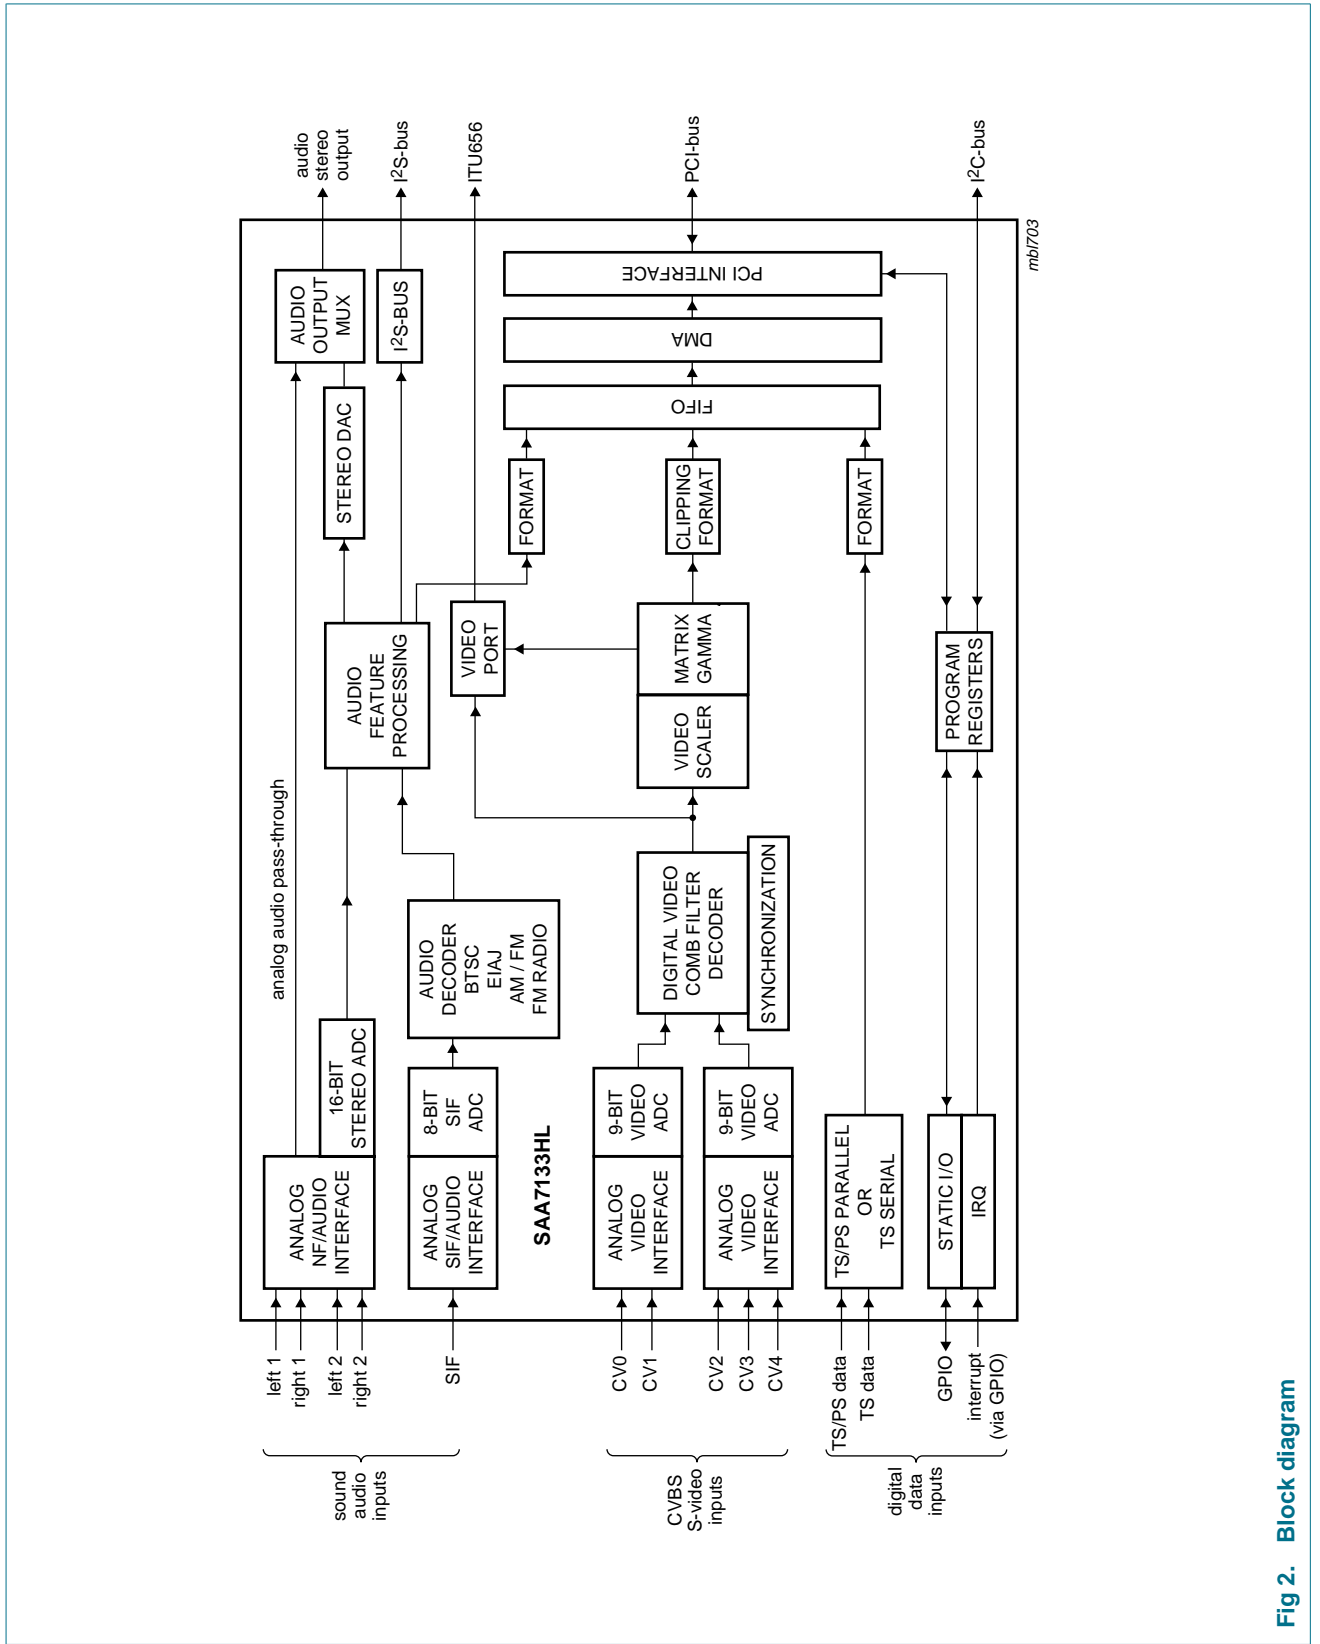 sound
audio
inputs
left 1
right 1
left 2
right 2
SIF
ANALOG
NF/AUDIO
INTERFACE
16-BIT
STEREO ADC
analog audio pass-through
AUDIO
FEATURE
PROCESSING
STEREO DAC
AUDIO
OUTPUT
MUX
audio
stereo
output
I²S-BUS
I²S-bus
ANALOG
SIF/AUDIO
INTERFACE
8-BIT
SIF
ADC
AUDIO
DECODER
BTSC
EIAJ
AM / FM
FM RADIO
VIDEO
PORT
ITU656
SAA7133HL
CVBS
S-video
inputs
CV0
CV1
CV2
CV3
CV4
ANALOG
VIDEO
INTERFACE
9-BIT
VIDEO
ADC
ANALOG
VIDEO
INTERFACE
9-BIT
VIDEO
ADC
DIGITAL VIDEO
COMB FILTER
DECODER
SYNCHRONIZATION
VIDEO
SCALER
MATRIX
GAMMA
FORMAT
CLIPPING
FORMAT
FORMAT
FIFO
DMA
PCI INTERFACE
PCI-bus
digital
data
inputs
TS/PS data
TS data
GPIO
interrupt
(via GPIO)
TS/PS PARALLEL
OR
TS SERIAL
STATIC I/O
IRQ
PROGRAM
REGISTERS
I²C-bus
mbl703
Fig 2. Block diagram